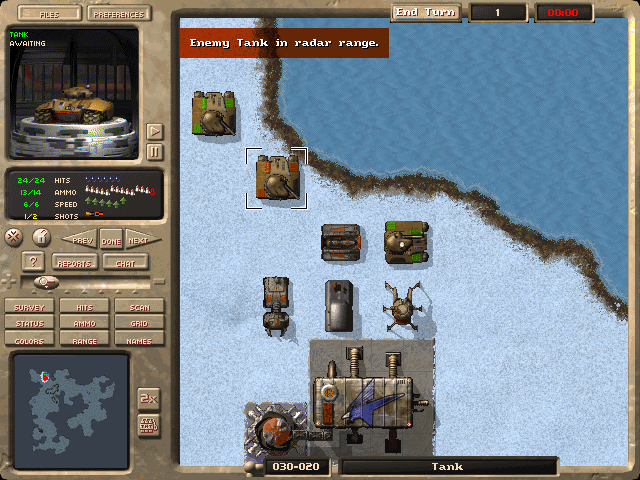 FILES
PREFERENCES
End Turn
1
00:00
TANK
AWAITING
Enemy Tank in radar range.
24/24 HITS
13/14 AMMO
6/6 SPEED
1/2 SHOTS
PREV
DONE
NEXT
?
REPORTS
CHAT
SURVEY
HITS
SCAN
STATUS
AMMO
GRID
COLORS
RANGE
NAMES
2x
030-020
Tank